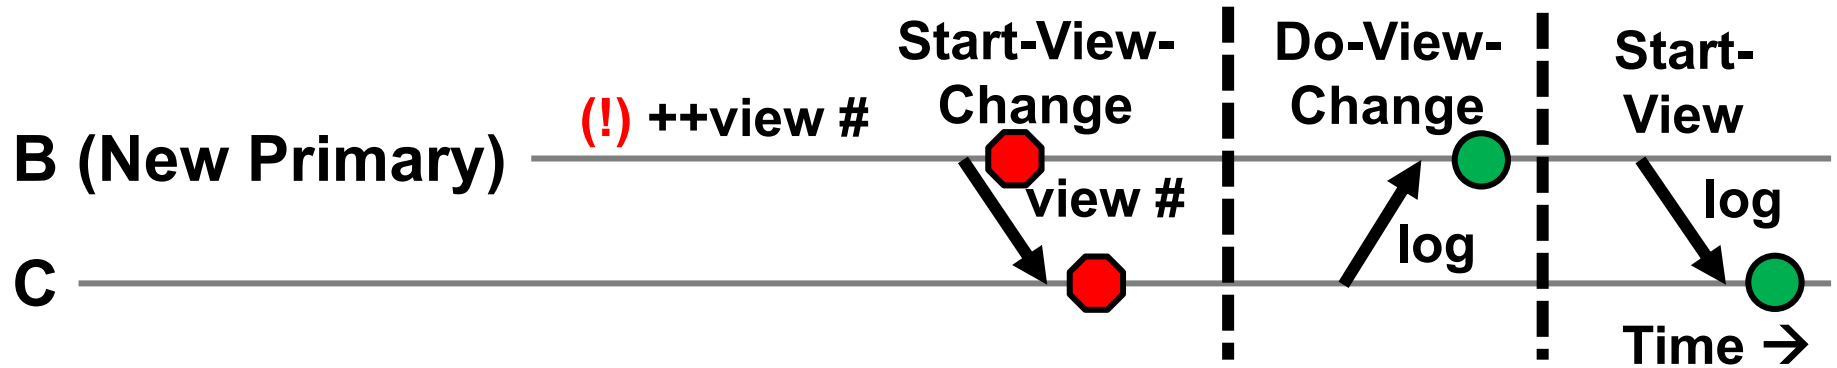 Start-View-
Change
Do-View-
Change
Start-
View
(!) ++view #
B (New Primary)
view #
log
log
C
Time →